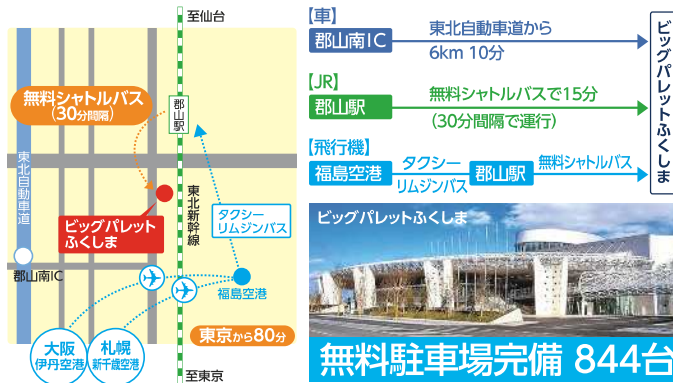 至仙台
無料シャトルバス
(30分間隔)
郡山駅
東北自動車道
東北新幹線
ビッグパレット
ふくしま
タクシー
リムジンバス
郡山南IC
福島空港
大阪
伊丹空港
札幌
新千歳空港
東京から80分
至東京
【車】
郡山南IC
東北自動車道から
6km 10分
【JR】
郡山駅
無料シャトルバスで15分
(30分間隔で運行)
【飛行機】
福島空港
タクシー
リムジンバス
郡山駅
無料シャトルバス
ビッグパレットふくしま
ビッグパレットふくしま
無料駐車場完備 844台